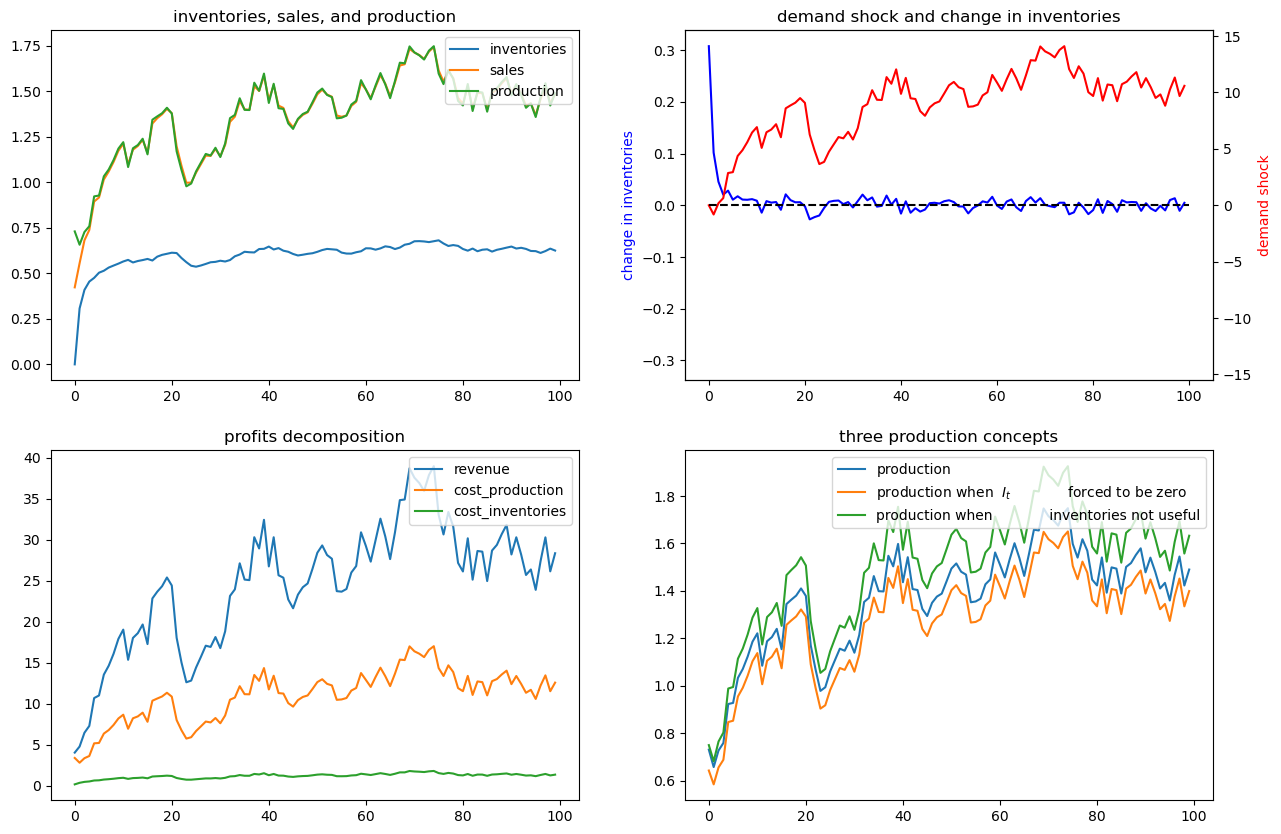 inventories, sales, and production
inventories
sales
production
1.75
1.50
1.25
1.00
0.75
0.50
0.25
0.00
0 20 40 60 80 100
demand shock and change in inventories
change in inventories
0.3
0.2
0.1
0.0
−0.1
−0.2
−0.3
15
10
5
0
−5
−10
−15
demand shock
0 20 40 60 80 100
profits decomposition
revenue
cost_production
cost_inventories
40
35
30
25
20
15
10
5
0
0 20 40 60 80 100
three production concepts
production
production when I_t forced to be zero
production when inventories not useful
1.8
1.6
1.4
1.2
1.0
0.8
0.6
0 20 40 60 80 100